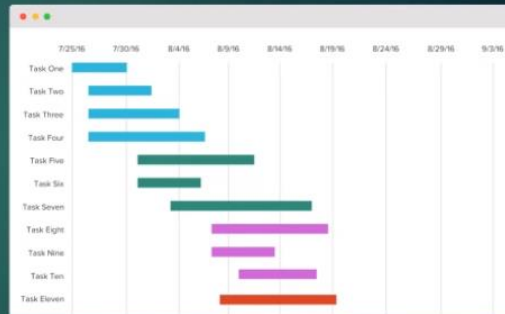 7/25/16 7/30/16 8/4/16 8/9/16 8/14/16 8/19/16 8/24/16 8/29/16 9/3/16
Task One
Task Two
Task Three
Task Four
Task Five
Task Six
Task Seven
Task Eight
Task Nine
Task Ten
Task Eleven